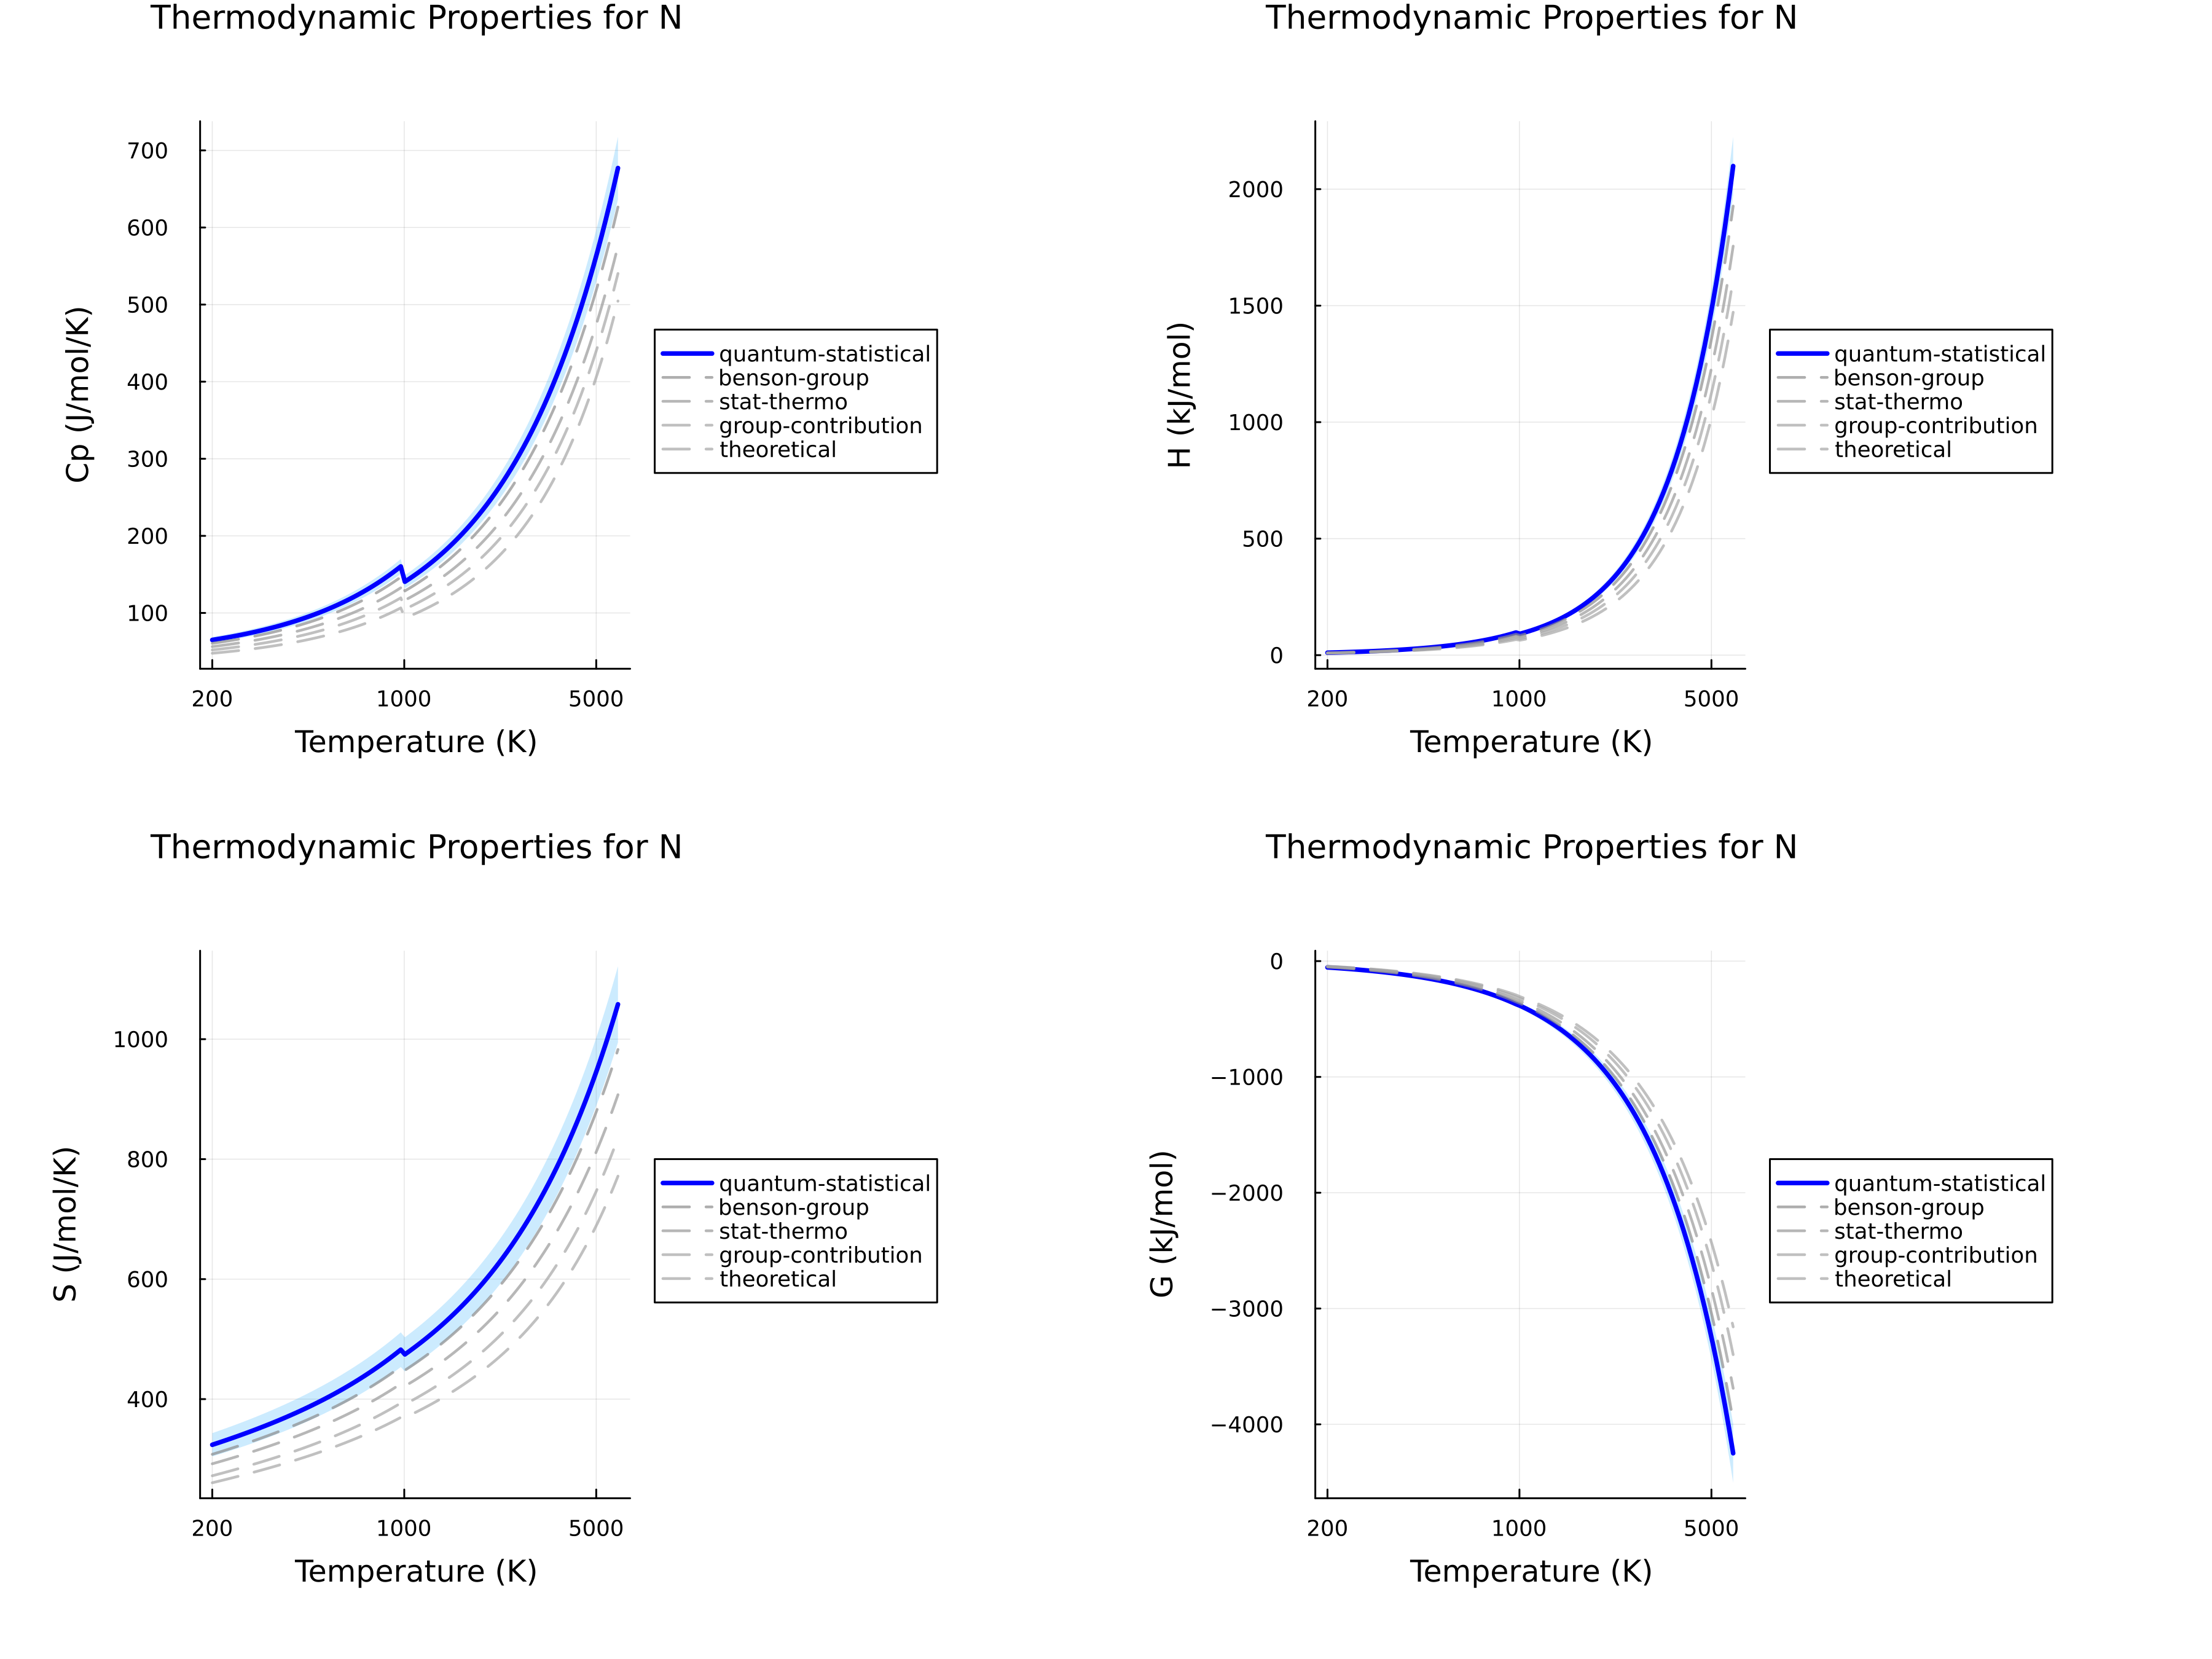 Thermodynamic Properties for N
700
600
500
400
300
200
100
Cp (J/mol/K)
200
1000
5000
Temperature (K)
quantum-statistical
benson-group
stat-thermo
group-contribution
theoretical
Thermodynamic Properties for N
2000
1500
1000
500
0
H (kJ/mol)
200
1000
5000
Temperature (K)
quantum-statistical
benson-group
stat-thermo
group-contribution
theoretical
Thermodynamic Properties for N
1000
800
600
400
S (J/mol/K)
200
1000
5000
Temperature (K)
quantum-statistical
benson-group
stat-thermo
group-contribution
theoretical
Thermodynamic Properties for N
0
−1000
−2000
−3000
−4000
G (kJ/mol)
200
1000
5000
Temperature (K)
quantum-statistical
benson-group
stat-thermo
group-contribution
theoretical